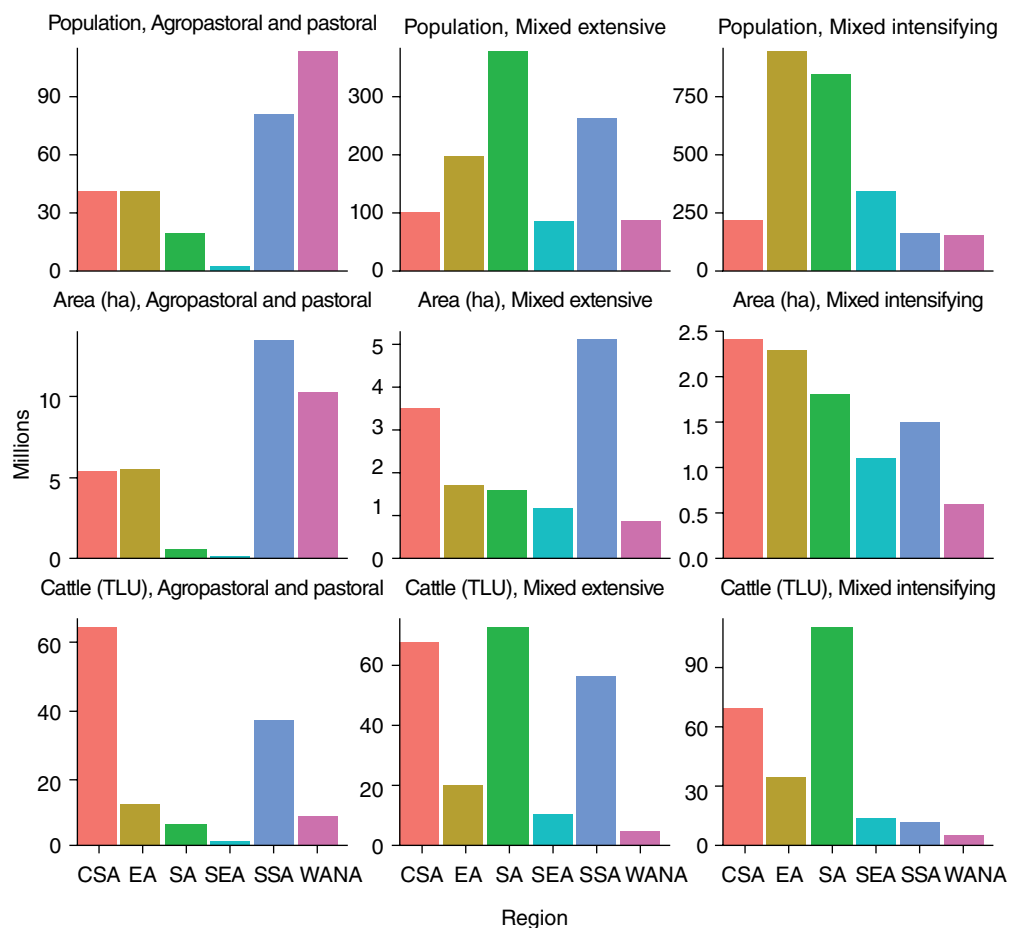 Population, Agropastoral and pastoral
Population, Mixed extensive
Population, Mixed intensifying
90
60
30
0
300
200
100
0
750
500
250
0
Area (ha), Agropastoral and pastoral
Area (ha), Mixed extensive
Area (ha), Mixed intensifying
Millions
10
5
0
5
4
3
2
1
0
2.5
2.0
1.5
1.0
0.5
0.0
Cattle (TLU), Agropastoral and pastoral
Cattle (TLU), Mixed extensive
Cattle (TLU), Mixed intensifying
60
40
20
0
60
40
20
0
90
60
30
0
CSA EA SA SEA SSA WANA
CSA EA SA SEA SSA WANA
CSA EA SA SEA SSA WANA
Region